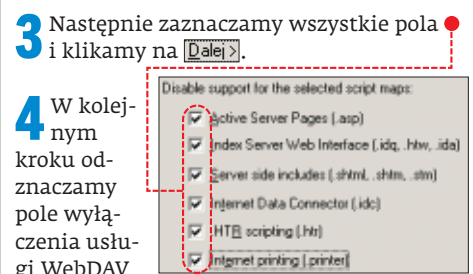 3 Następnie zaznaczamy wszystkie pola
i klikamy na Dalej >.
Disable support for the selected script maps:
Active Server Pages (.asp)
Index Server Web Interface (.idq, .htw, .ida)
Server side includes (.shtml, .shtm, .stm)
Internet Data Connector (.idc)
HTR scripting (.htr)
Internet printing (.printer)
4 W kolej-
nym
kroku od-
znaczamy
pole wyłą-
czenia usłu-
gi WebDAV